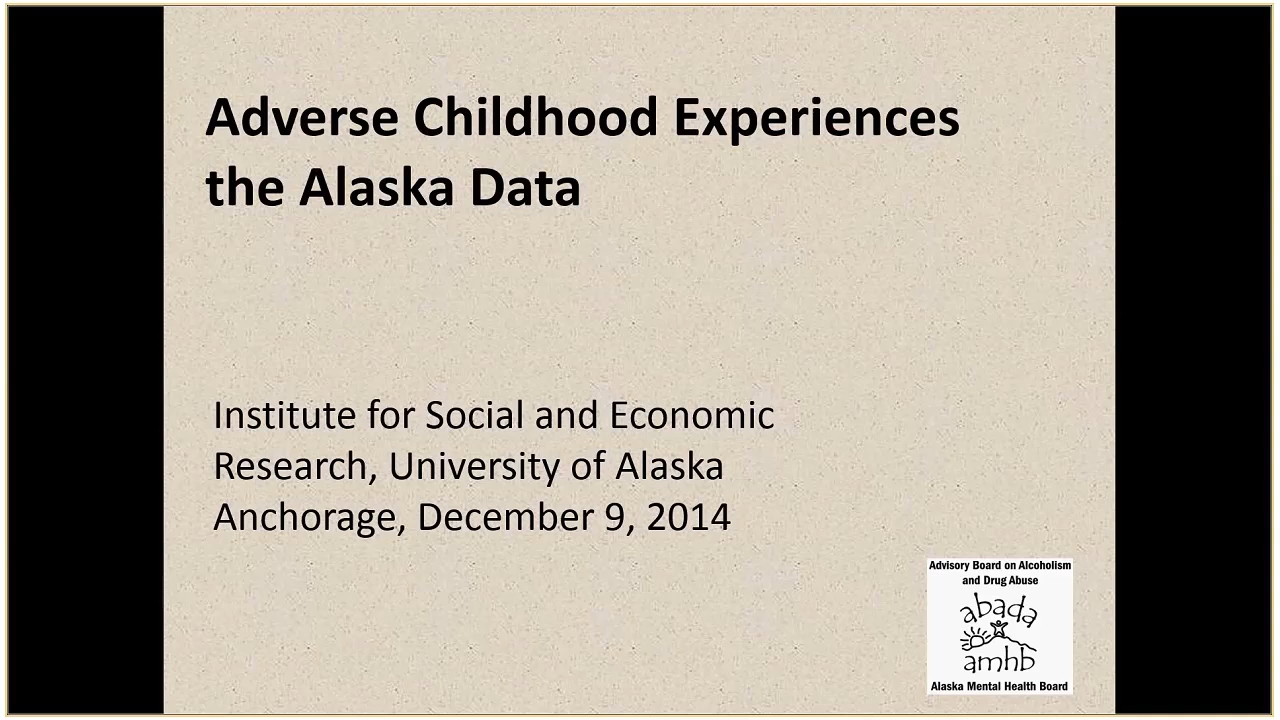 Adverse Childhood Experiences
the Alaska Data
Institute for Social and Economic
Research, University of Alaska
Anchorage, December 9, 2014
Advisory Board on Alcoholism
and Drug Abuse
abada
amhb
Alaska Mental Health Board